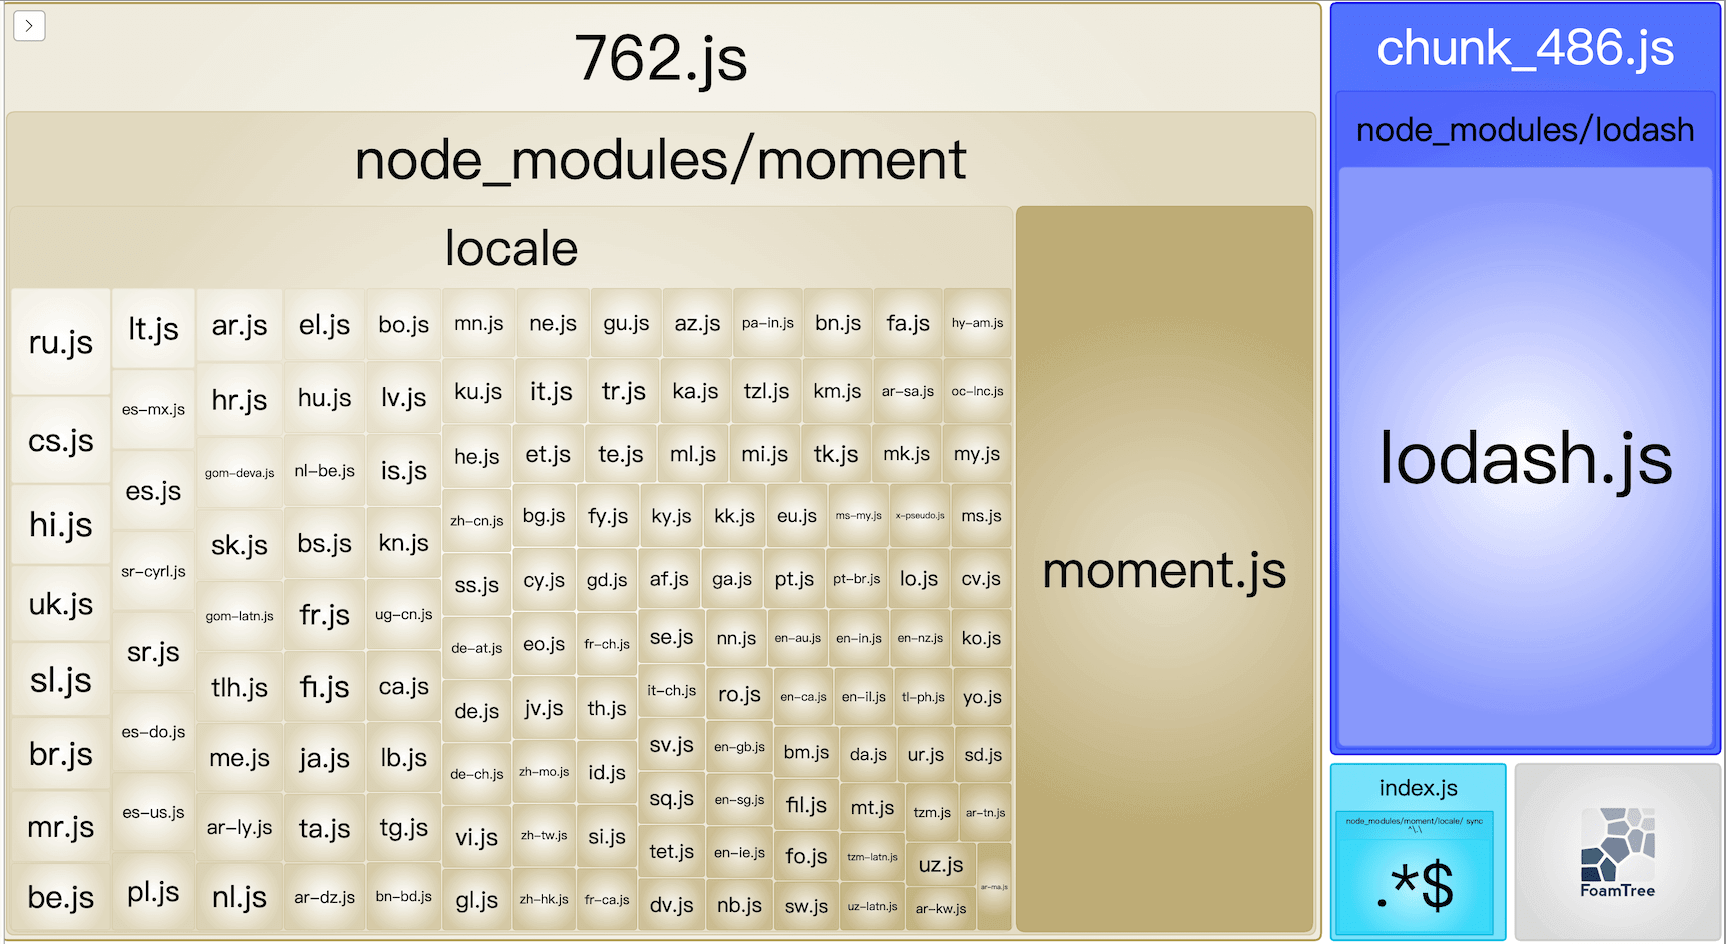 762.js
node_modules/moment
locale
ru.js
cs.js
hi.js
uk.js
sl.js
br.js
mr.js
be.js
lt.js
es-mx.js
es.js
sr-cyrl.js
sr.js
es-do.js
es-us.js
pl.js
ar.js
hr.js
gom-deva.js
sk.js
gom-latn.js
tlh.js
me.js
ar-ly.js
nl.js
el.js
hu.js
nl-be.js
bs.js
fr.js
fi.js
ja.js
ta.js
ar-dz.js
bo.js
lv.js
is.js
kn.js
ug-cn.js
ca.js
lb.js
tg.js
bn-bd.js
mn.js
ne.js
gu.js
az.js
pa-in.js
bn.js
fa.js
hy-am.js
ku.js
it.js
tr.js
ka.js
tzl.js
km.js
ar-sa.js
oc-lnc.js
he.js
et.js
te.js
ml.js
mi.js
tk.js
mk.js
my.js
zh-cn.js
ss.js
de-at.js
de.js
de-ch.js
vi.js
gl.js
bg.js
fy.js
ky.js
kk.js
eu.js
ms-my.js
x-pseudo.js
ms.js
cy.js
gd.js
af.js
ga.js
pt.js
pt-br.js
lo.js
cv.js
eo.js
fr-ch.js
se.js
nn.js
en-au.js
en-in.js
en-nz.js
ko.js
jv.js
th.js
it-ch.js
ro.js
en-ca.js
en-il.js
tl-ph.js
yo.js
zh-mo.js
id.js
sv.js
en-gb.js
bm.js
da.js
ur.js
sd.js
zh-tw.js
si.js
sq.js
en-sg.js
fil.js
mt.js
tzm.js
ar-tn.js
zh-hk.js
fr-ca.js
tet.js
en-ie.js
fo.js
tzm-latn.js
uz.js
ar-ma.js
dv.js
nb.js
sw.js
uz-latn.js
ar-kw.js
moment.js
chunk_486.js
node_modules/lodash
lodash.js
index.js
node_modules/moment/locale/ sync
^\.\
.*$
FoamTree